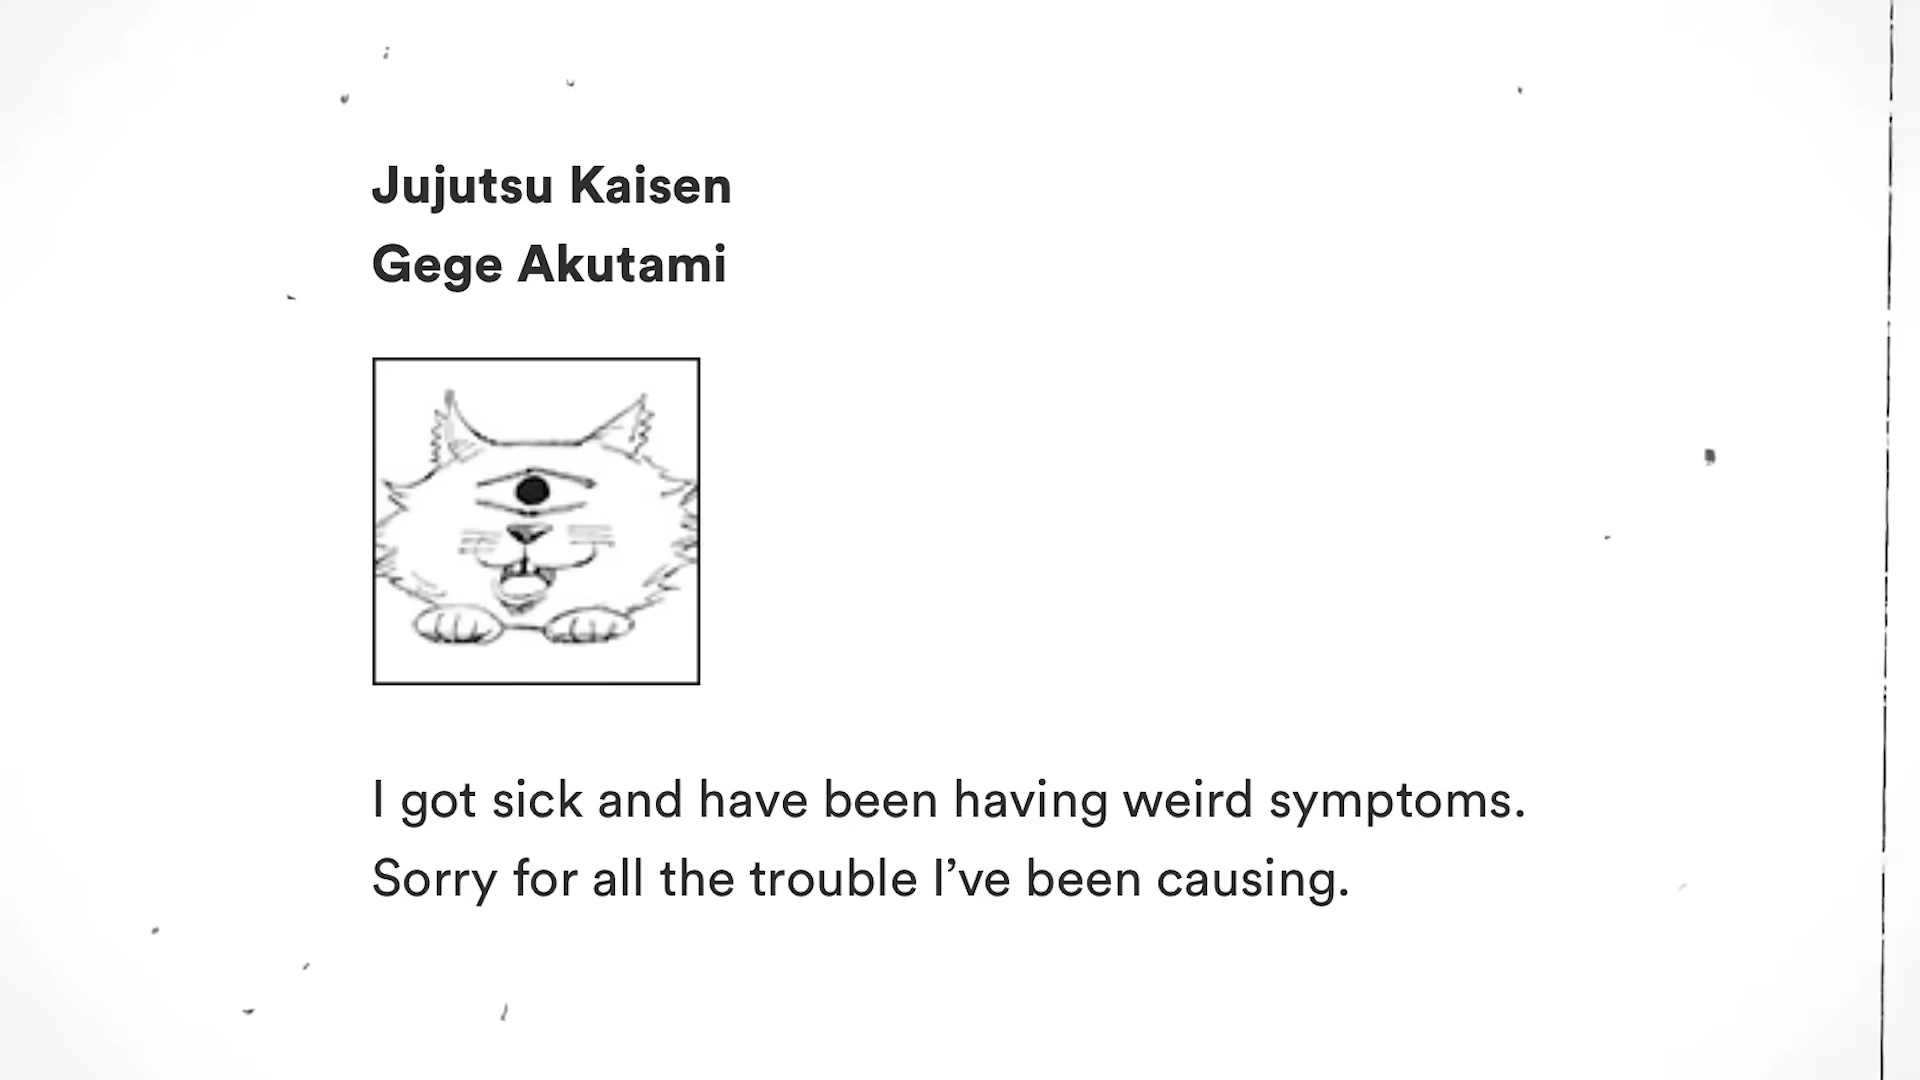 Jujutsu Kaisen
Gege Akutami
I got sick and have been having weird symptoms.
Sorry for all the trouble I’ve been causing.